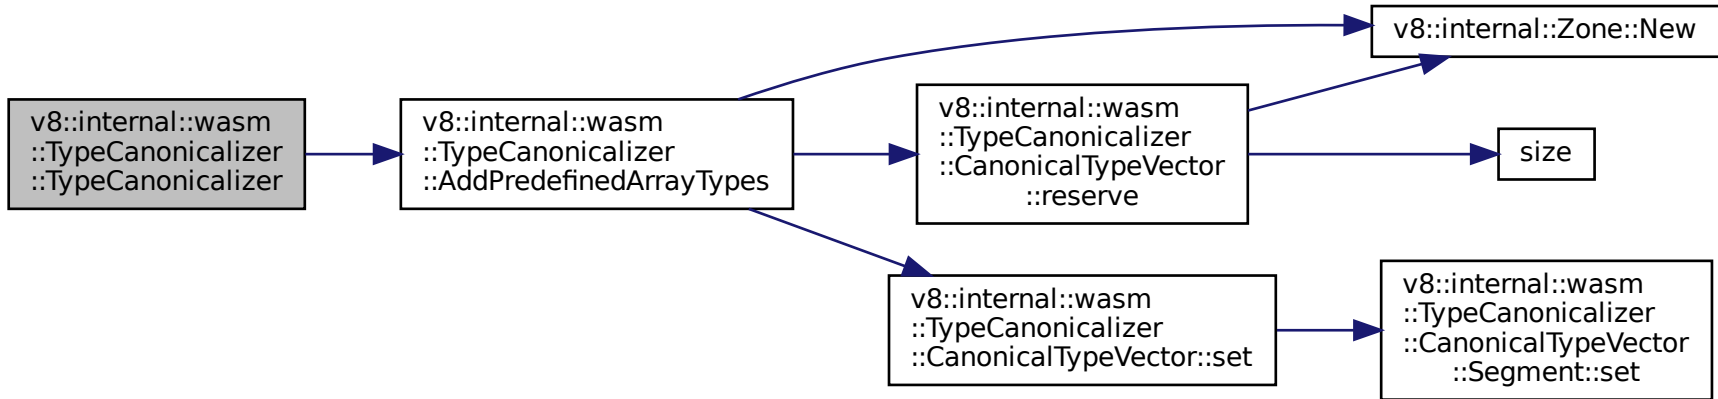 v8::internal::wasm
::TypeCanonicalizer
::TypeCanonicalizer
v8::internal::wasm
::TypeCanonicalizer
::AddPredefinedArrayTypes
v8::internal::Zone::New
v8::internal::wasm
::TypeCanonicalizer
::CanonicalTypeVector
::reserve
size
v8::internal::wasm
::TypeCanonicalizer
::CanonicalTypeVector::set
v8::internal::wasm
::TypeCanonicalizer
::CanonicalTypeVector
::Segment::set